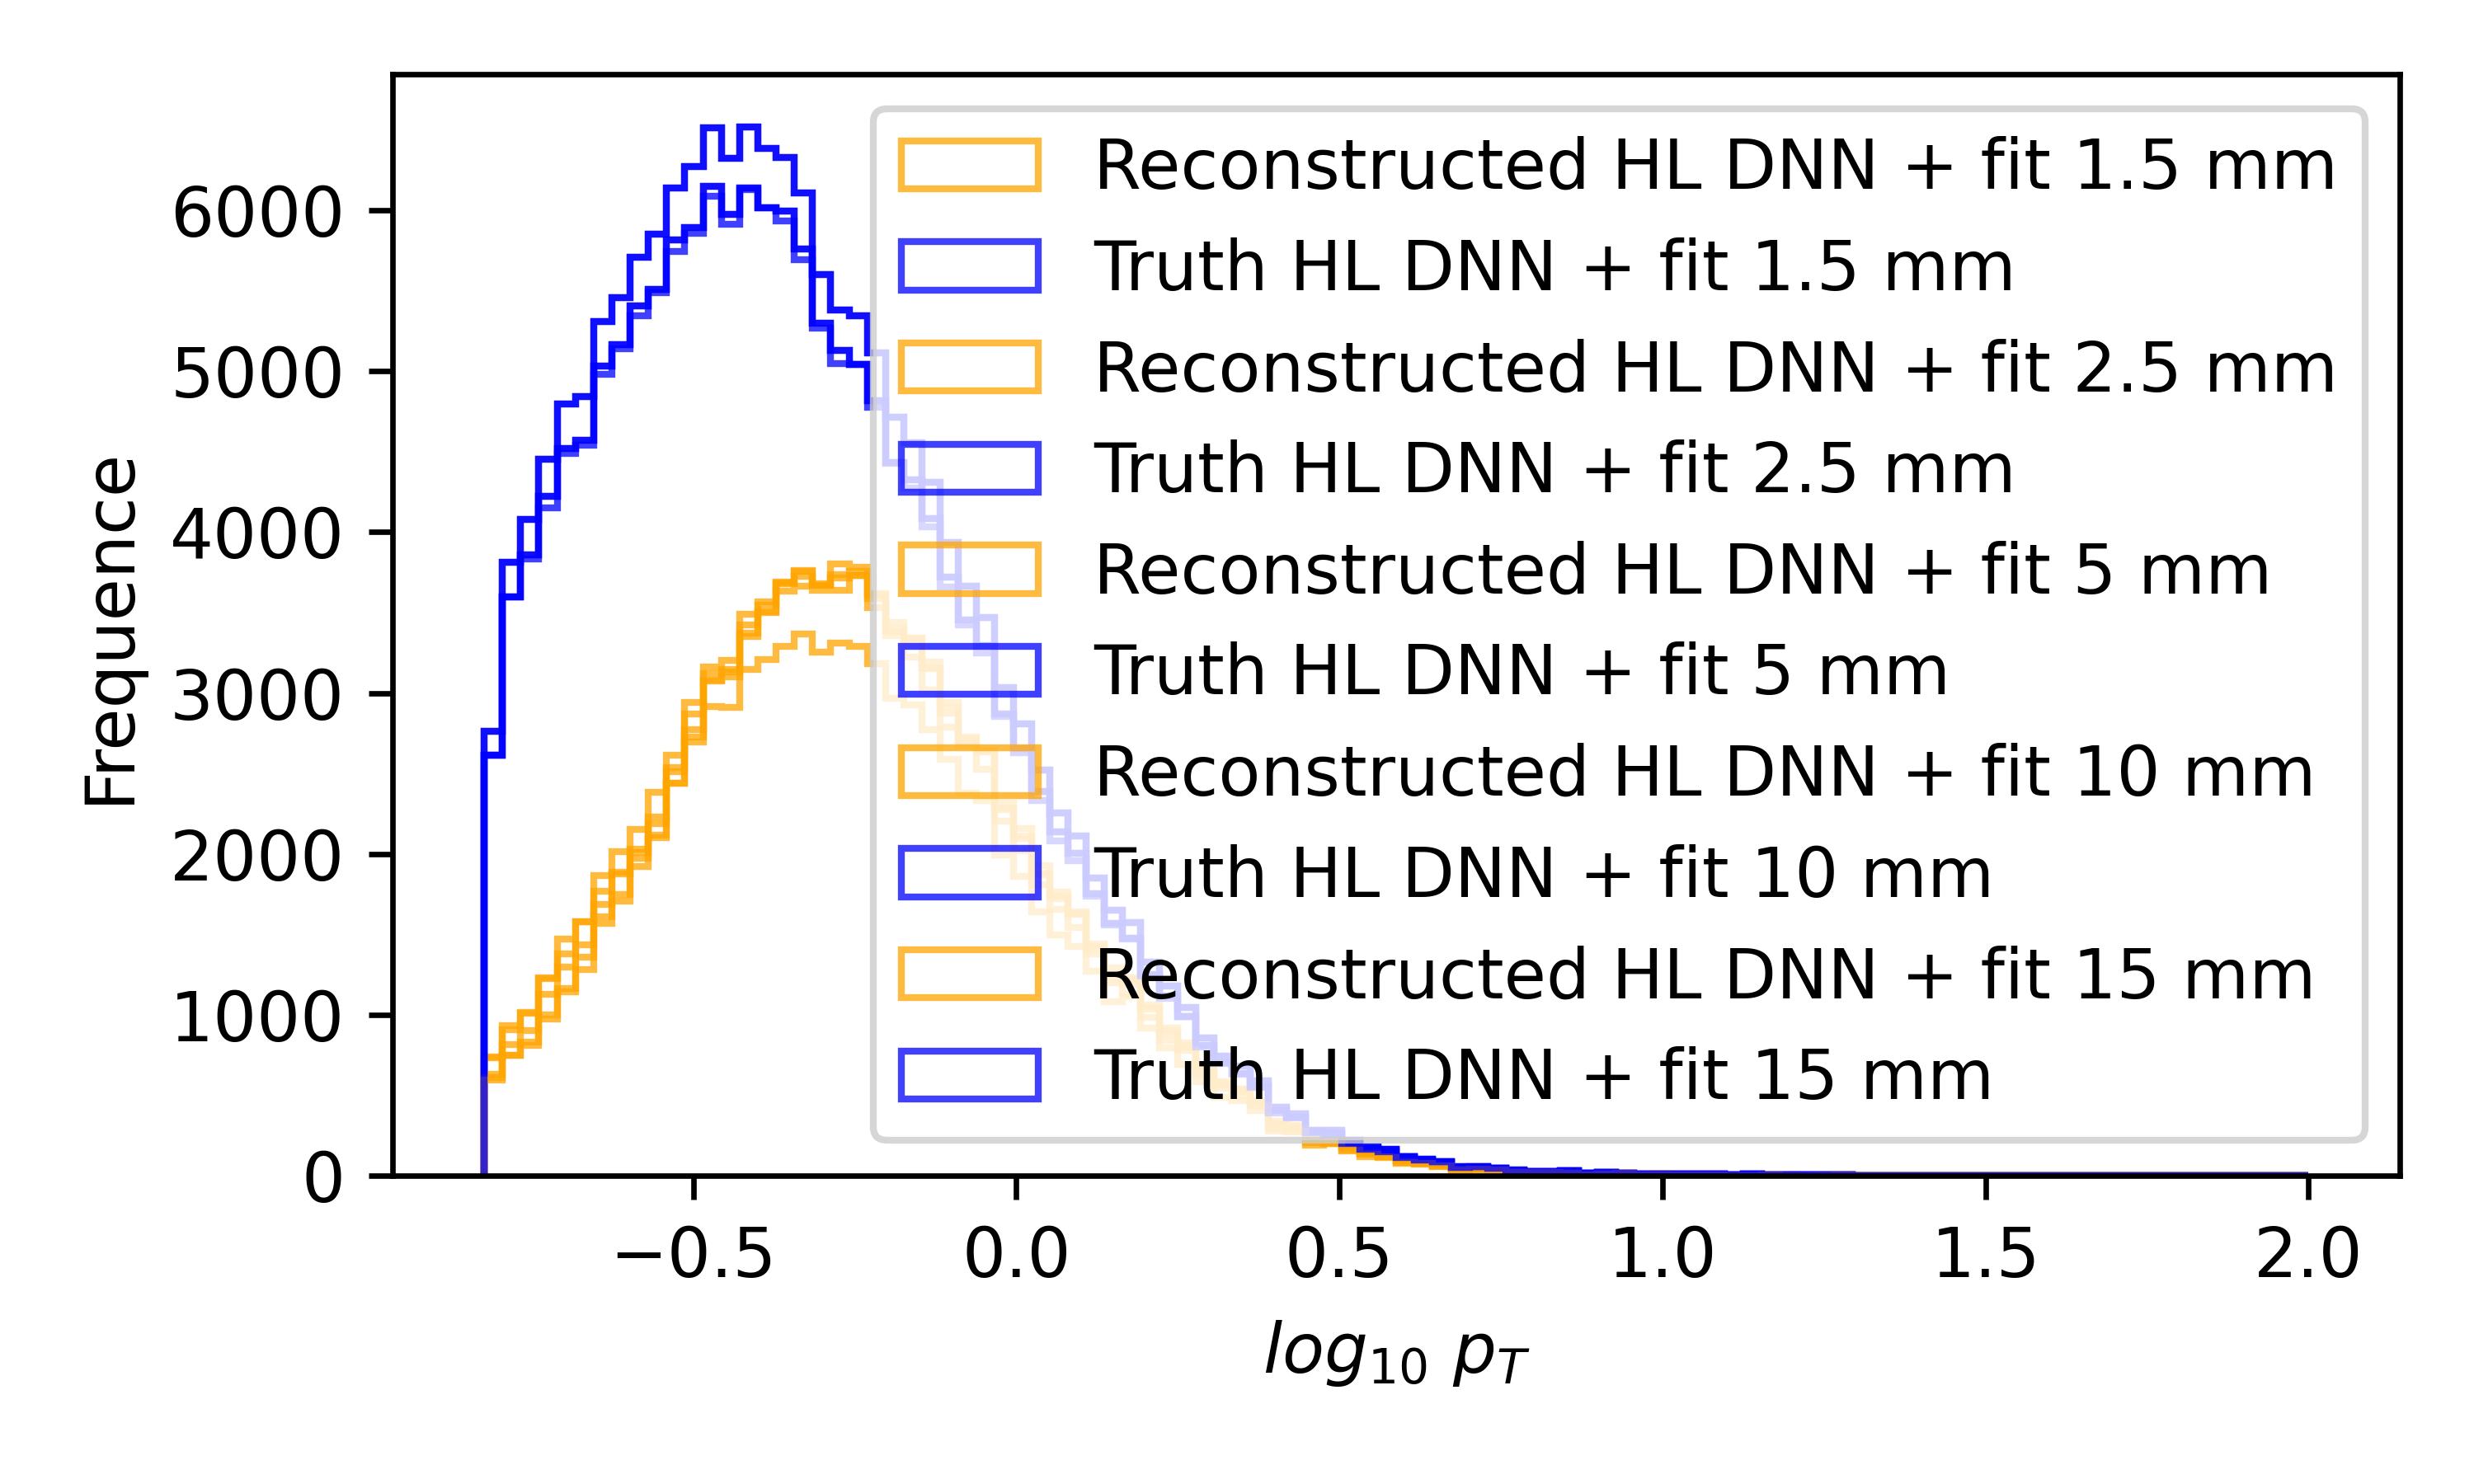 Reconstructed HL DNN + fit 1.5 mm
Truth HL DNN + fit 1.5 mm
Reconstructed HL DNN + fit 2.5 mm
Truth HL DNN + fit 2.5 mm
Reconstructed HL DNN + fit 5 mm
Truth HL DNN + fit 5 mm
Reconstructed HL DNN + fit 10 mm
Truth HL DNN + fit 10 mm
Reconstructed HL DNN + fit 15 mm
Truth HL DNN + fit 15 mm
Frequence
6000
5000
4000
3000
2000
1000
0
−0.5 0.0 0.5 1.0 1.5 2.0
log₁₀ p_T